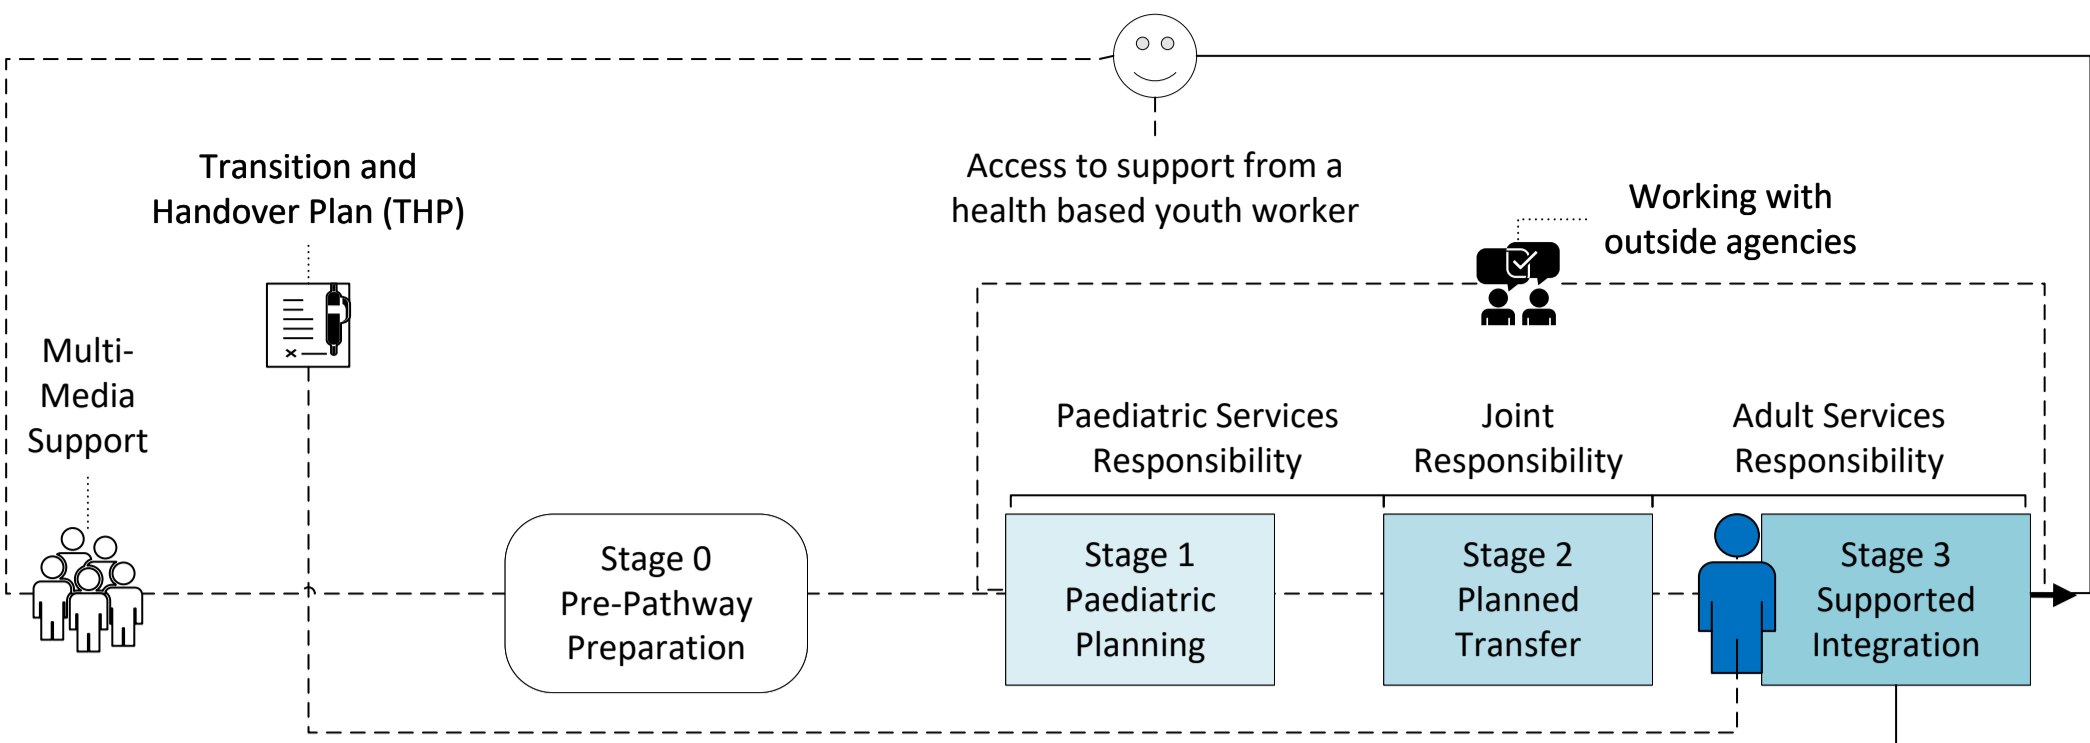 Transition and
Handover Plan (THP)
Access to support from a
health based youth worker
Working with
outside agencies
Multi-
Media
Support
Paediatric Services
Responsibility
Joint
Responsibility
Adult Services
Responsibility
Stage 0
Pre-Pathway
Preparation
Stage 1
Paediatric
Planning
Stage 2
Planned
Transfer
Stage 3
Supported
Integration